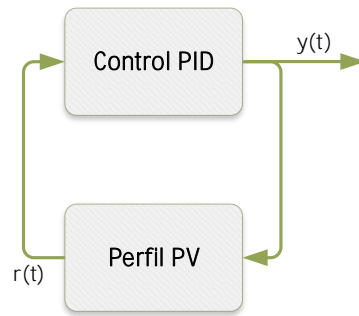 y(t)
Control PID
Perfil PV
r(t)